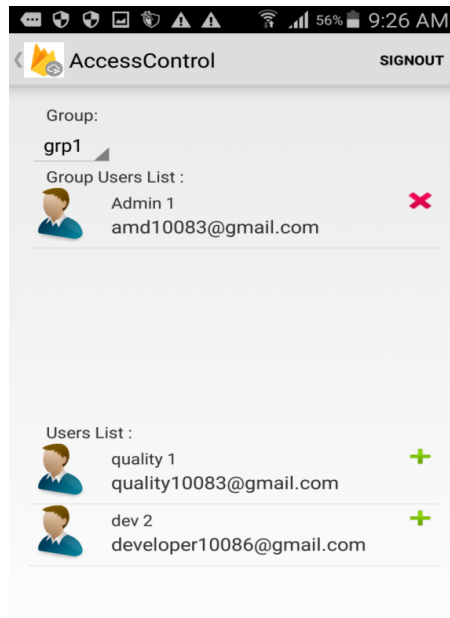 56% 9:26 AM
AccessControl SIGNOUT
Group:
grp1
Group Users List :
Admin 1
amd10083@gmail.com
Users List :
quality 1
quality10083@gmail.com
dev 2
developer10086@gmail.com